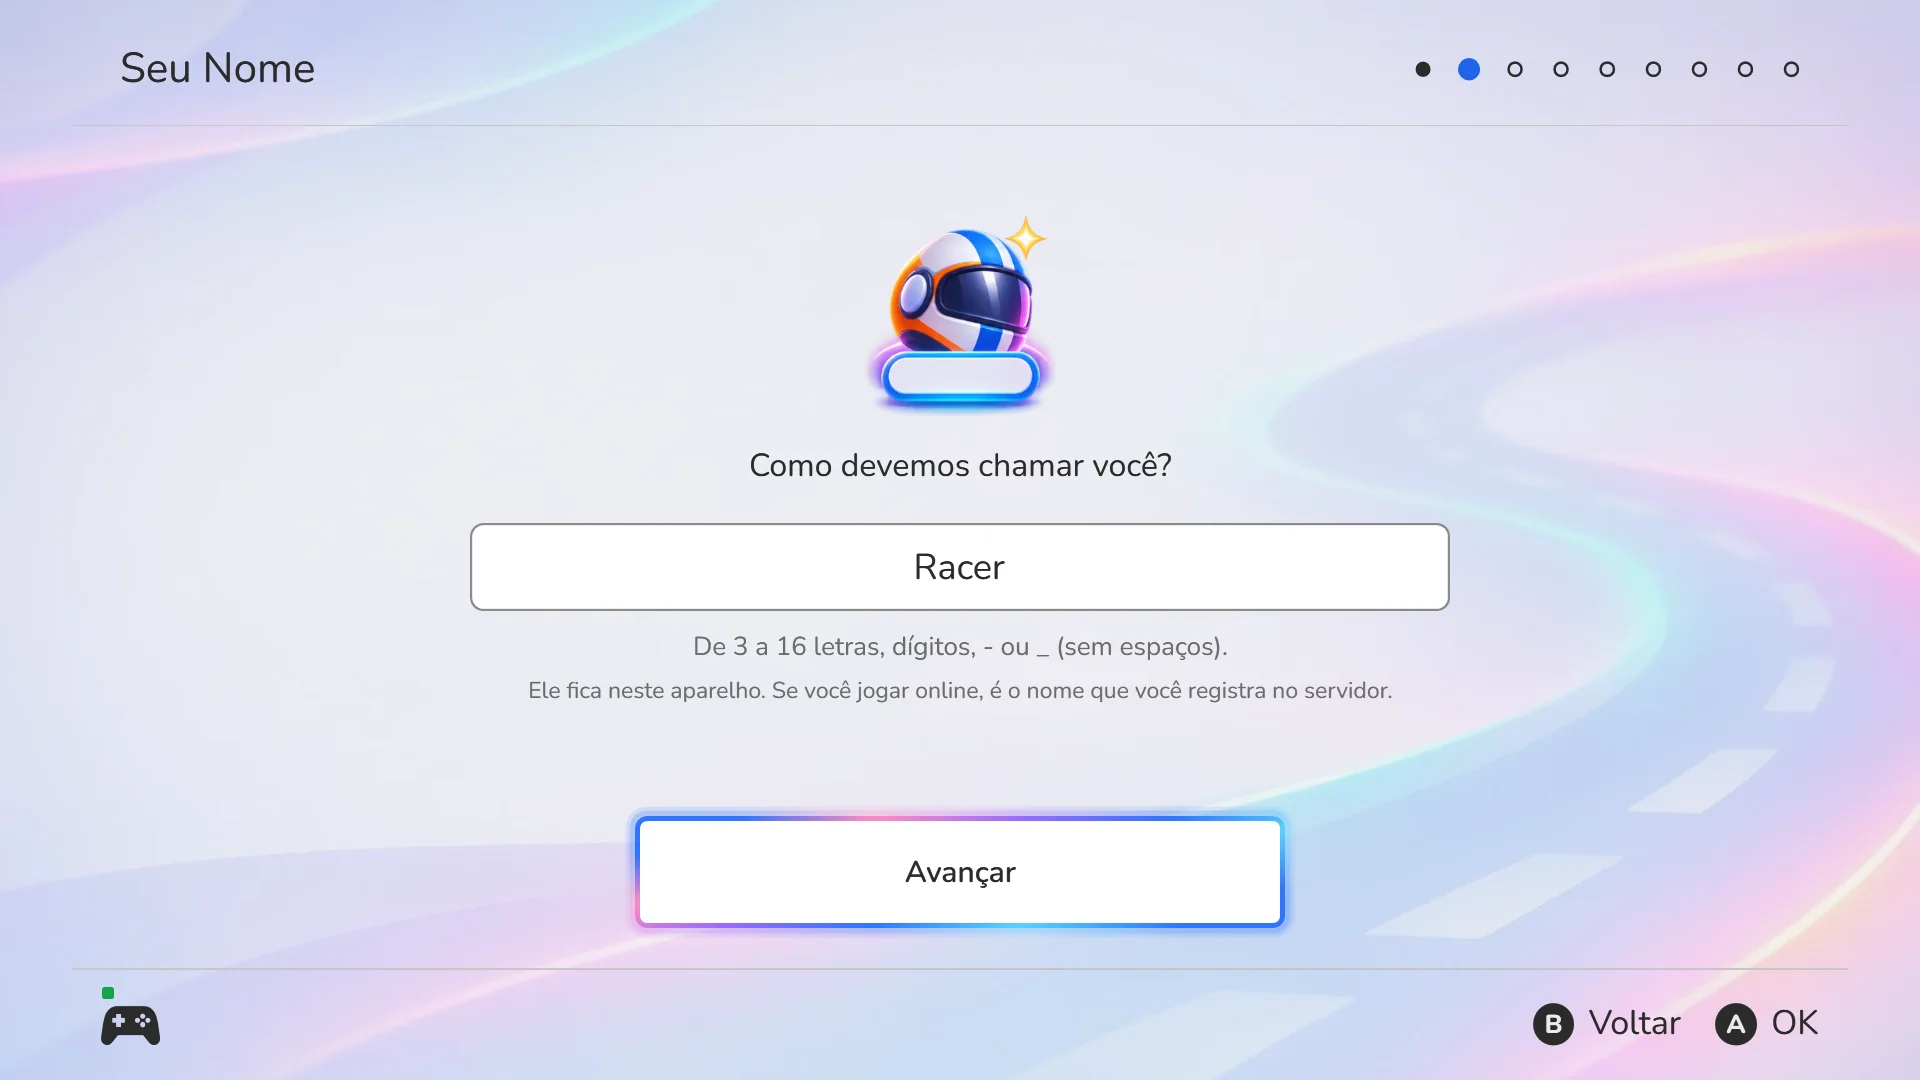 Seu Nome
Como devemos chamar você?
Racer
De 3 a 16 letras, dígitos, - ou _ (sem espaços).
Ele fica neste aparelho. Se você jogar online, é o nome que você registra no servidor.
Avançar
B Voltar A OK